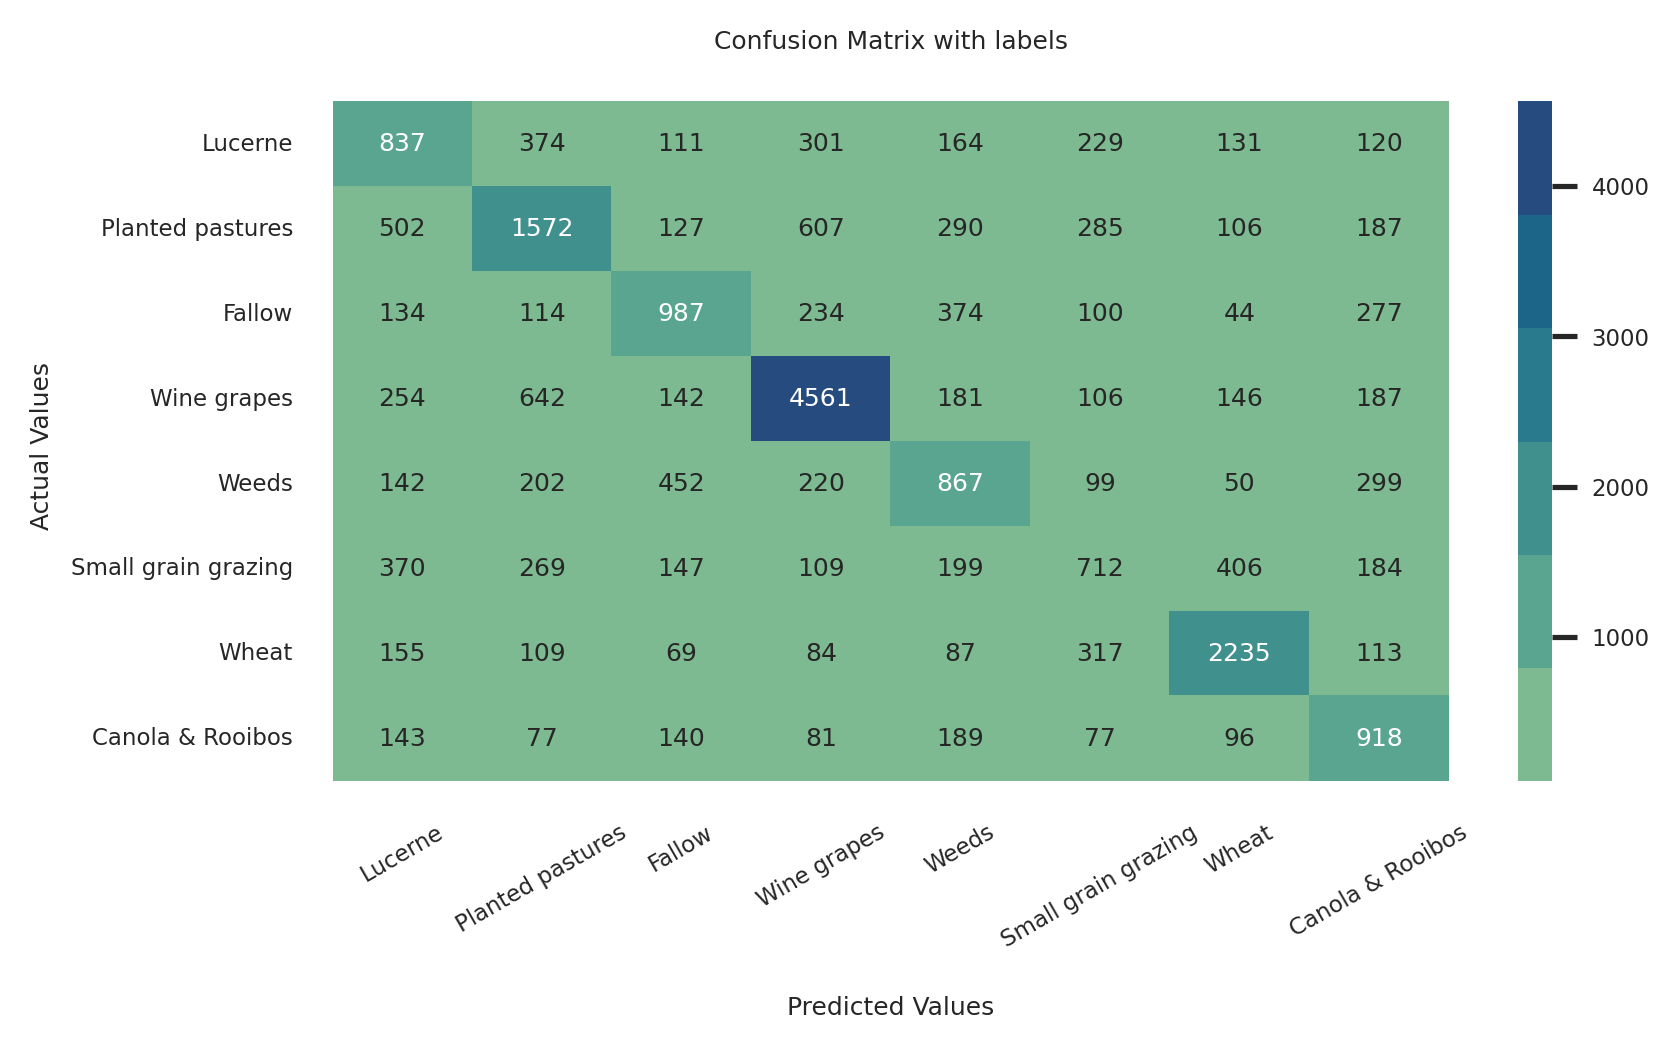 Confusion Matrix with labels
Lucerne 837 374 111 301 164 229 131 120
Planted pastures 502 1572 127 607 290 285 106 187
Fallow 134 114 987 234 374 100 44 277
Wine grapes 254 642 142 4561 181 106 146 187
Weeds 142 202 452 220 867 99 50 299
Small grain grazing 370 269 147 109 199 712 406 184
Wheat 155 109 69 84 87 317 2235 113
Canola & Rooibos 143 77 140 81 189 77 96 918
Actual Values
Lucerne
Planted pastures
Fallow
Wine grapes
Weeds
Small grain grazing
Wheat
Canola & Rooibos
Predicted Values
4000
3000
2000
1000